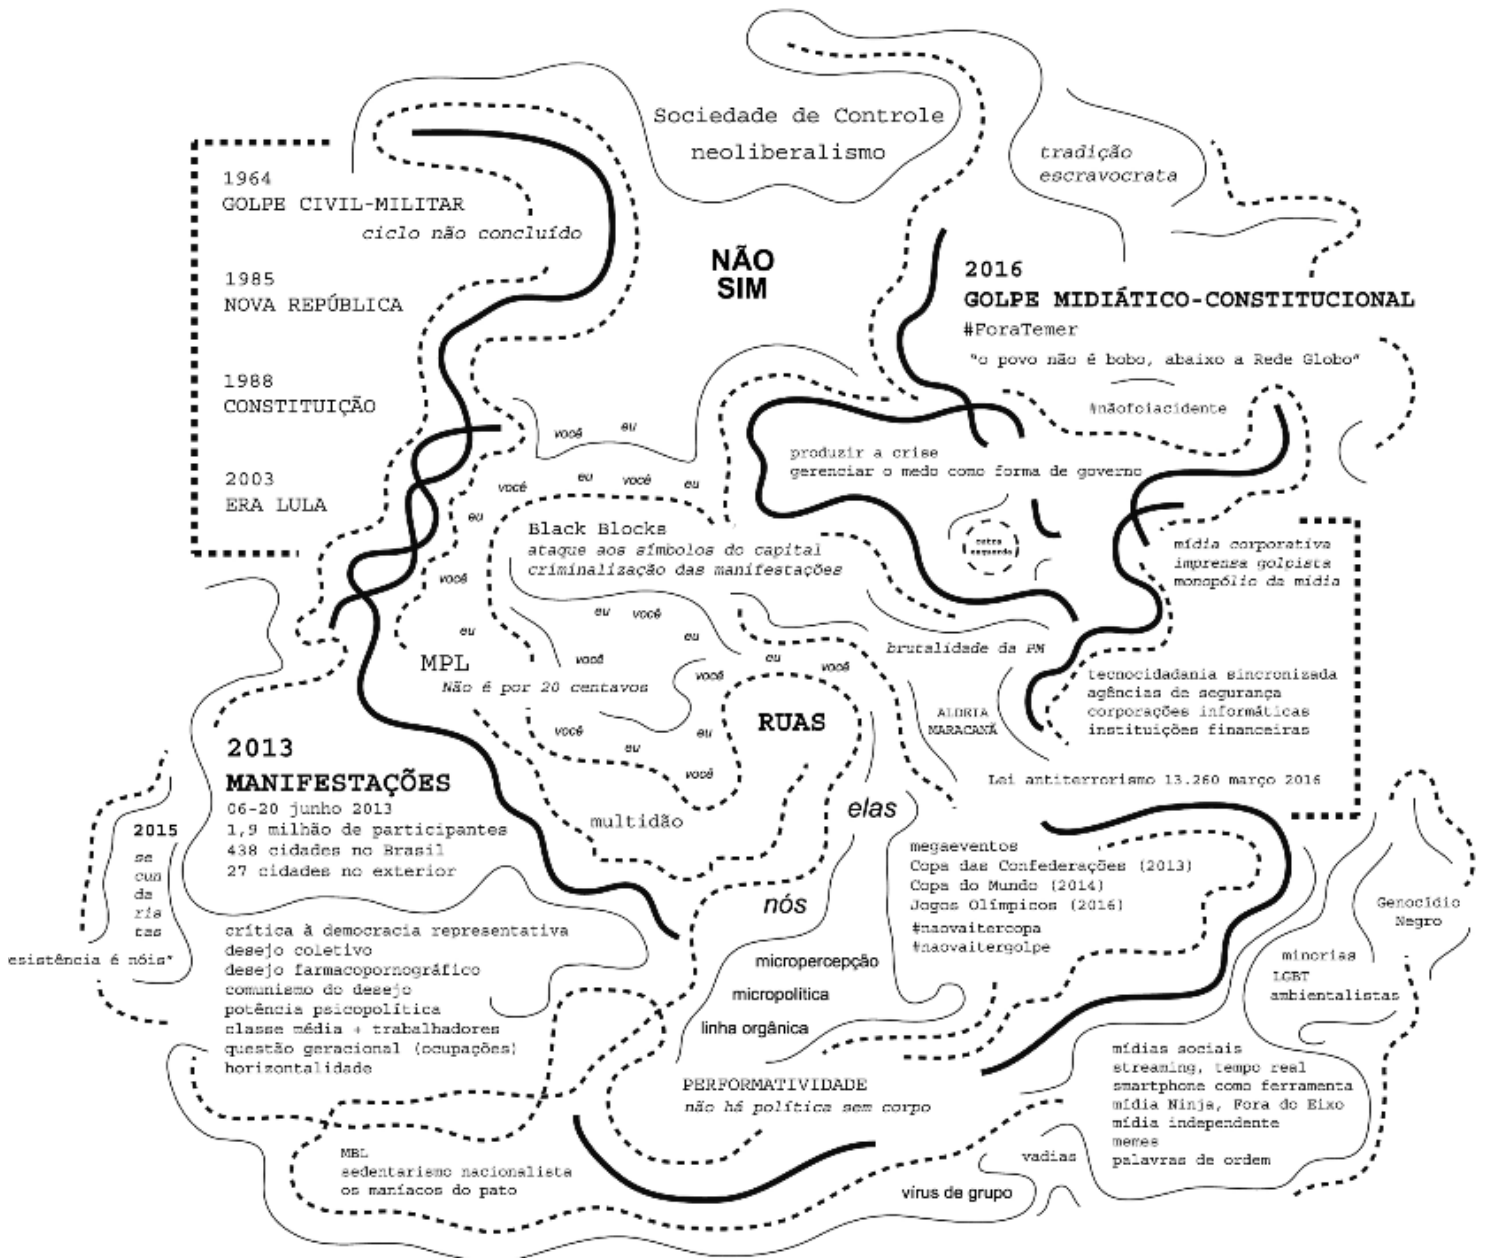 Sociedade de Controle
neoliberalismo
tradição
escravocrata
1964
GOLPE CIVIL-MILITAR
ciclo não concluído
1985
NOVA REPÚBLICA
1988
CONSTITUIÇÃO
2003
ERA LULA
NÃO
SIM
2016
GOLPE MIDIÁTICO-CONSTITUCIONAL
#ForaTemer
"o povo não é bobo, abaixo a Rede Globo"
#nãofoiacidente
produzir a crise
gerenciar o medo como forma de governo
você
eu
você
eu
você
eu
eu
Black Blocks
ataque aos símbolos do capital
criminalização das manifestações
você
eu
você
eu
eu
você
você
eu
você
MPL
Não é por 20 centavos
você
eu
eu
você
RUAS
multidão
mídia corporativa
imprensa golpista
monopólio da mídia
brutalidade da PM
ALDEIA
MARACANÃ
tecnocidadania sincronizada
agências de segurança
corporações informáticas
instituições financeiras
Lei antiterrorismo 13.260 março 2016
2013
MANIFESTAÇÕES
06-20 junho 2013
1,9 milhão de participantes
438 cidades no Brasil
27 cidades no exterior
2015
se
cun
da
ris
tas
esistência é nóis"
crítica à democracia representativa
desejo coletivo
desejo farmacopornográfico
comunismo do desejo
potência psicopolítica
classe média + trabalhadores
questão geracional (ocupações)
horizontalidade
elas
nós
micropercepção
micropolítica
linha orgânica
megaeventos
Copa das Confederações (2013)
Copa do Mundo (2014)
Jogos Olímpicos (2016)
#naovaitercopa
#naovaitergolpe
Genocídio
Negro
minorias
LGBT
ambientalistas
PERFORMATIVIDADE
não há política sem corpo
mídias sociais
streaming, tempo real
smartphone como ferramenta
mídia Ninja, Fora do Eixo
mídia independente
memes
palavras de ordem
MBL
sedentarismo nacionalista
os maníacos do pato
vadias
vírus de grupo